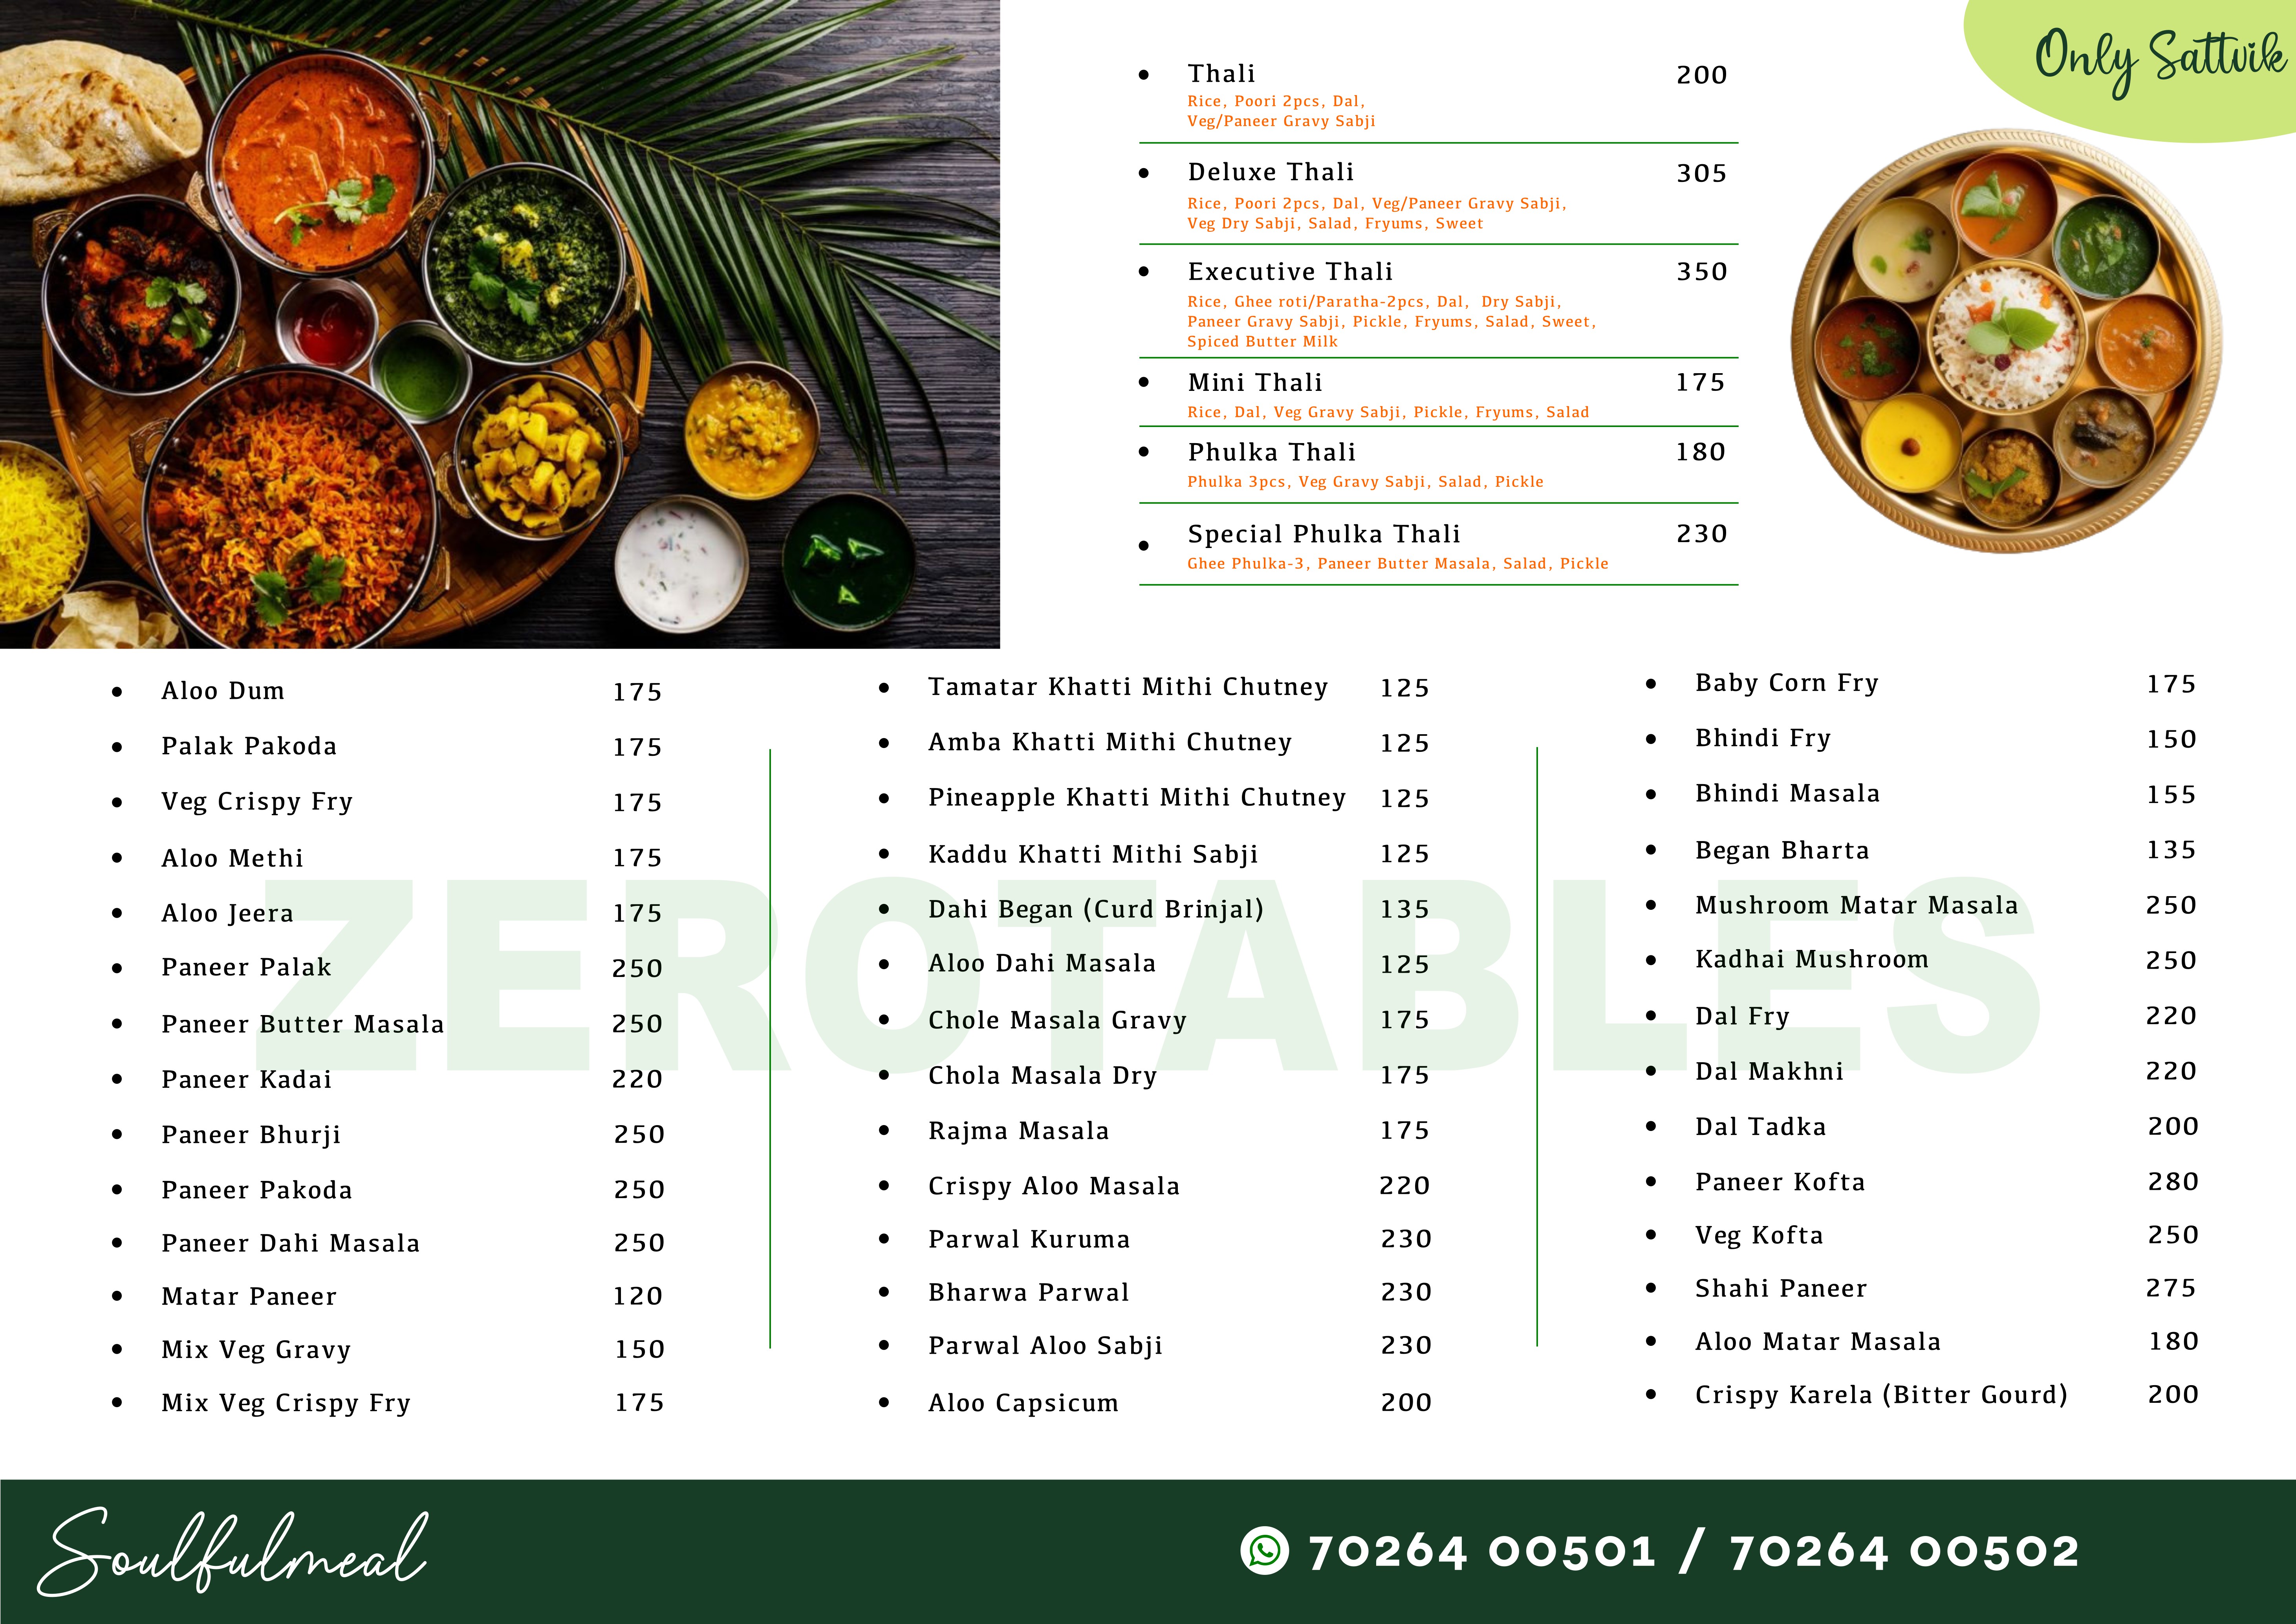 Only Sattvik
Thali 200
Rice, Poori 2pcs, Dal,
Veg/Paneer Gravy Sabji
Deluxe Thali 305
Rice, Poori 2pcs, Dal, Veg/Paneer Gravy Sabji,
Veg Dry Sabji, Salad, Fryums, Sweet
Executive Thali 350
Rice, Ghee roti/Paratha-2pcs, Dal, Dry Sabji,
Paneer Gravy Sabji, Pickle, Fryums, Salad, Sweet,
Spiced Butter Milk
Mini Thali 175
Rice, Dal, Veg Gravy Sabji, Pickle, Fryums, Salad
Phulka Thali 180
Phulka 3pcs, Veg Gravy Sabji, Salad, Pickle
Special Phulka Thali 230
Ghee Phulka-3, Paneer Butter Masala, Salad, Pickle
Aloo Dum 175
Palak Pakoda 175
Veg Crispy Fry 175
Aloo Methi 175
Aloo Jeera 175
Paneer Palak 250
Paneer Butter Masala 250
Paneer Kadai 220
Paneer Bhurji 250
Paneer Pakoda 250
Paneer Dahi Masala 250
Matar Paneer 120
Mix Veg Gravy 150
Mix Veg Crispy Fry 175
Tamatar Khatti Mithi Chutney 125
Amba Khatti Mithi Chutney 125
Pineapple Khatti Mithi Chutney 125
Kaddu Khatti Mithi Sabji 125
Dahi Began (Curd Brinjal) 135
Aloo Dahi Masala 125
Chole Masala Gravy 175
Chola Masala Dry 175
Rajma Masala 175
Crispy Aloo Masala 220
Parwal Kuruma 230
Bharwa Parwal 230
Parwal Aloo Sabji 230
Aloo Capsicum 200
Baby Corn Fry 175
Bhindi Fry 150
Bhindi Masala 155
Began Bharta 135
Mushroom Matar Masala 250
Kadhai Mushroom 250
Dal Fry 220
Dal Makhni 220
Dal Tadka 200
Paneer Kofta 280
Veg Kofta 250
Shahi Paneer 275
Aloo Matar Masala 180
Crispy Karela (Bitter Gourd) 200
ZEROTABLES
Soulfulmeal
70264 00501 / 70264 00502